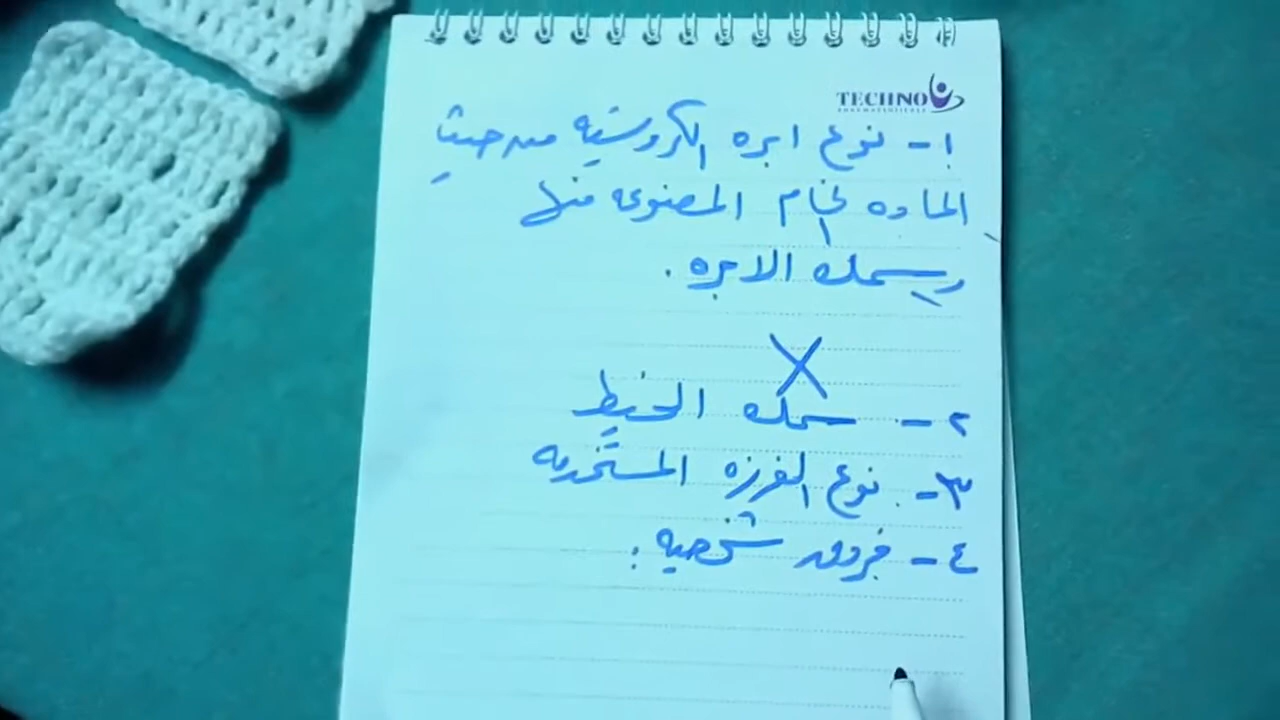 TECHNO
PHARMACEUTICALS
١- نوع ابره الكروشيه من حيث
الماده الخام المصنوعه منها
وسمك الابره .
X
٢- سمك الخيط
٣- نوع الغرزه المستخدمه
٤- فروق شخصيه .